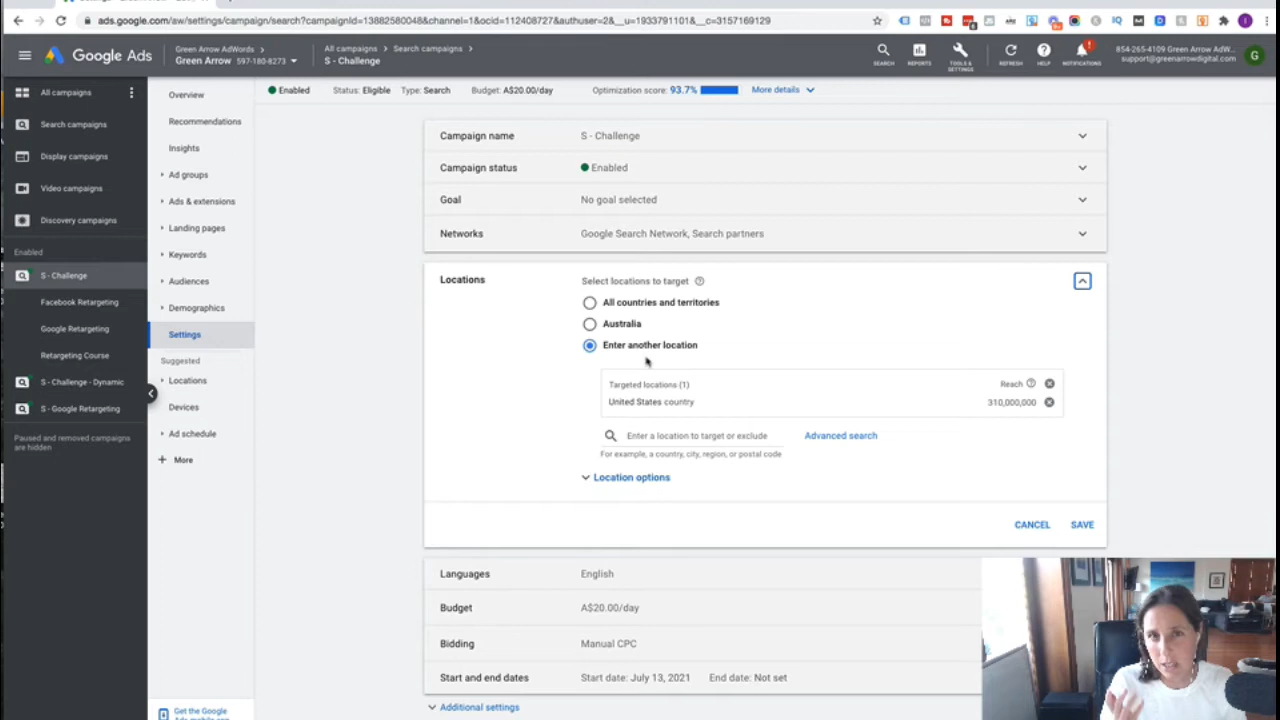 ads.google.com/aw/settings/campaign/search?campaignId=13882580048&channel=1&ocid=112408727&authuser=2&__u=1933791101&__c=3157169129
Google Ads
Green Arrow AdWords
Green Arrow 597-180-8273
All campaigns > Search campaigns >
S - Challenge
SEARCH
REPORTS
TOOLS &
SETTINGS
REFRESH
HELP
NOTIFICATIONS
854-265-4109 Green Arrow AdW...
support@greenarrowdigital.com
G
All campaigns
Search campaigns
Display campaigns
Video campaigns
Discovery campaigns
Enabled
S - Challenge
Facebook Retargeting
Google Retargeting
Retargeting Course
S - Challenge - Dynamic
S - Google Retargeting
Paused and removed campaigns
are hidden
Overview
Recommendations
Insights
Ad groups
Ads & extensions
Landing pages
Keywords
Audiences
Demographics
Settings
Suggested
Locations
Devices
Ad schedule
+ More
Get the Google
Enabled Status: Eligible Type: Search Budget: A$20.00/day Optimization score: 93.7% More details
Campaign name S - Challenge
Campaign status Enabled
Goal No goal selected
Networks Google Search Network, Search partners
Locations Select locations to target
All countries and territories
Australia
Enter another location
Targeted locations (1) Reach
United States country 310,000,000
Enter a location to target or exclude Advanced search
For example, a country, city, region, or postal code
Location options
CANCEL SAVE
Languages English
Budget A$20.00/day
Bidding Manual CPC
Start and end dates Start date: July 13, 2021 End date: Not set
Additional settings